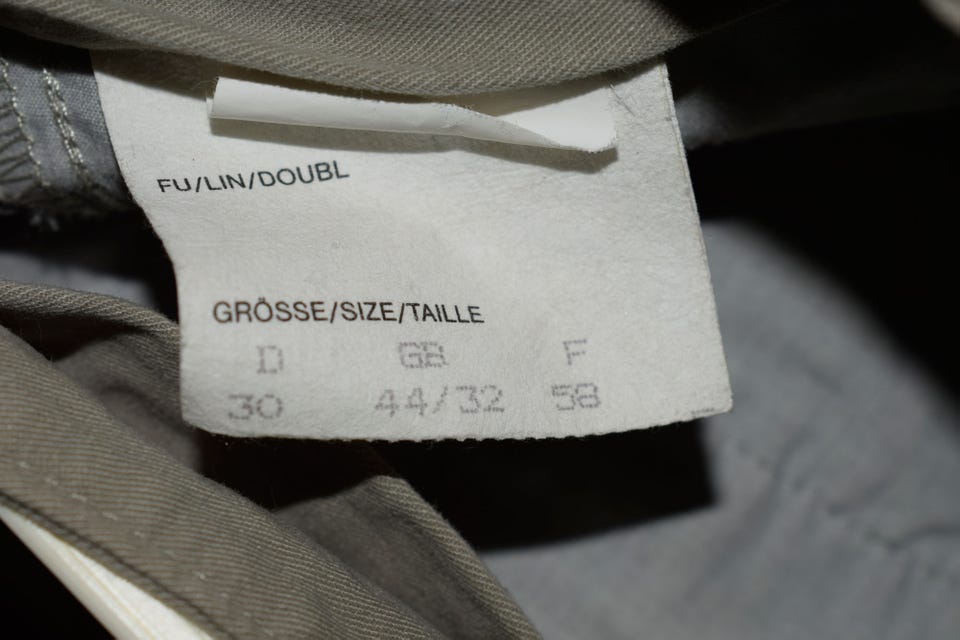 FU/LIN/DOUBL
GRÖSSE/SIZE/TAILLE
D GB F
30 44/32 58